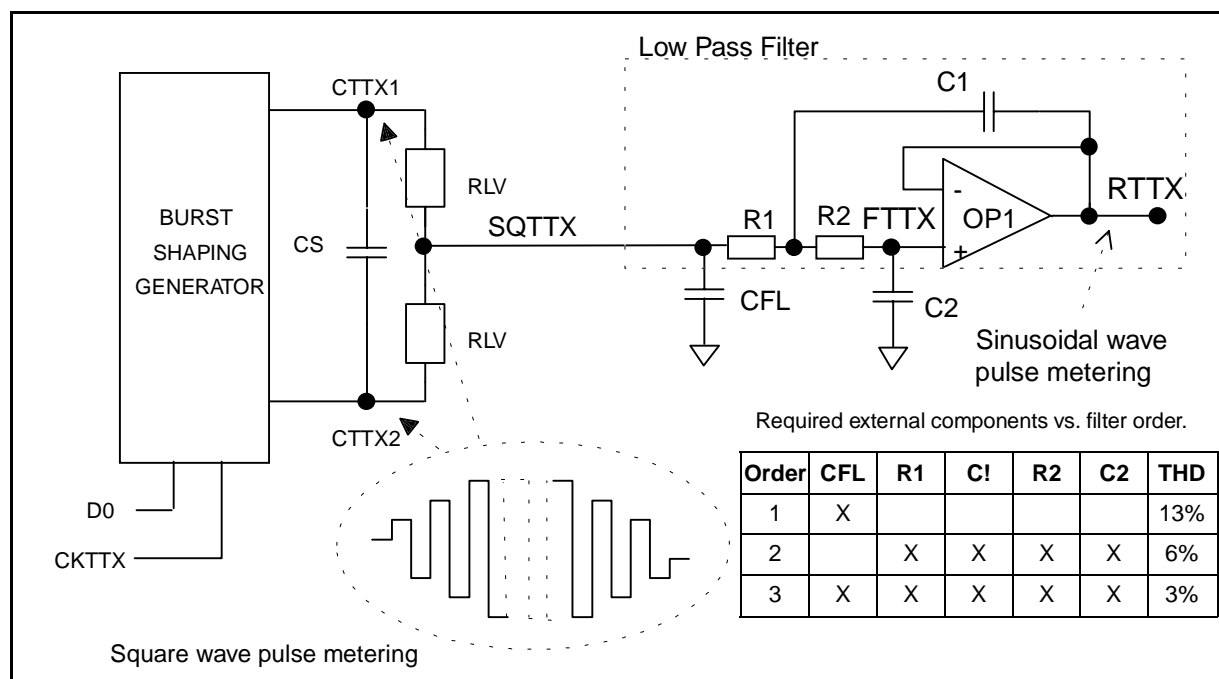 Low Pass Filter
CTTX1
C1
RLV
BURST
SHAPING
GENERATOR
CS
SQTTX
R1
R2
FTTX
-
+
OP1
RTTX
CFL
C2
RLV
Sinusoidal wave
pulse metering
CTTX2
D0
CKTTX
Square wave pulse metering
Required external components vs. filter order.
Order CFL R1 C! R2 C2 THD
1 X 13%
2 X X X X 6%
3 X X X X X 3%